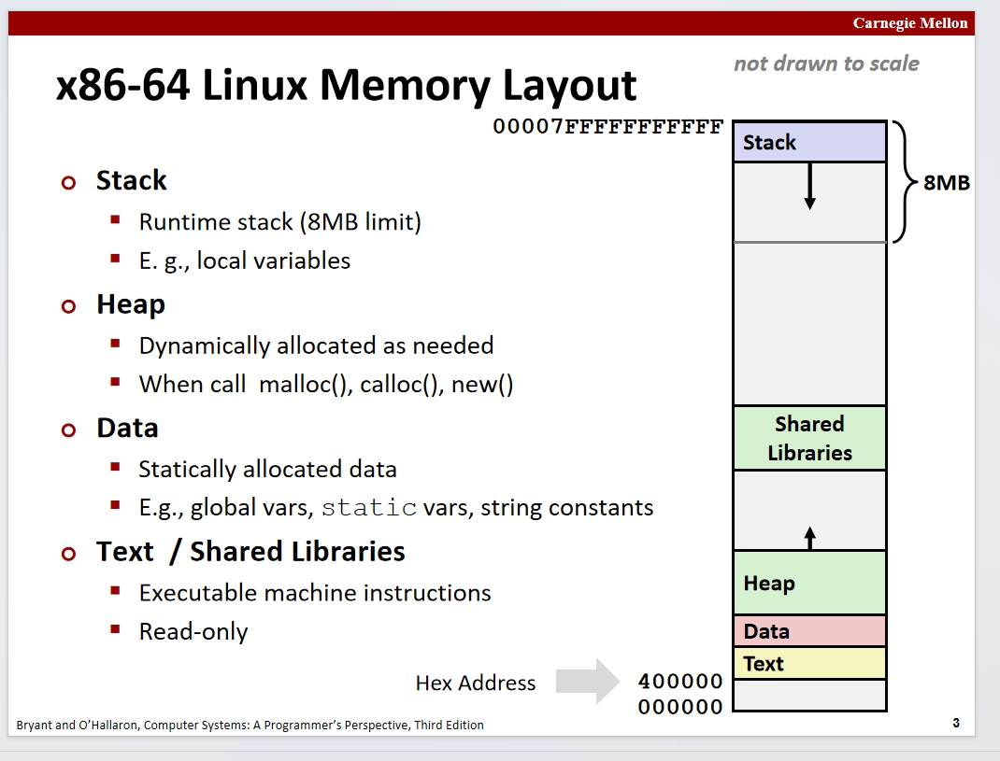 Carnegie Mellon
x86-64 Linux Memory Layout
not drawn to scale
00007FFFFFFFFFFF
Stack
8MB
Stack
Runtime stack (8MB limit)
E. g., local variables
Heap
Dynamically allocated as needed
When call malloc(), calloc(), new()
Data
Statically allocated data
E.g., global vars, static vars, string constants
Text / Shared Libraries
Executable machine instructions
Read-only
Shared
Libraries
Heap
Data
Text
Hex Address
400000
000000
Bryant and O’Hallaron, Computer Systems: A Programmer’s Perspective, Third Edition
3